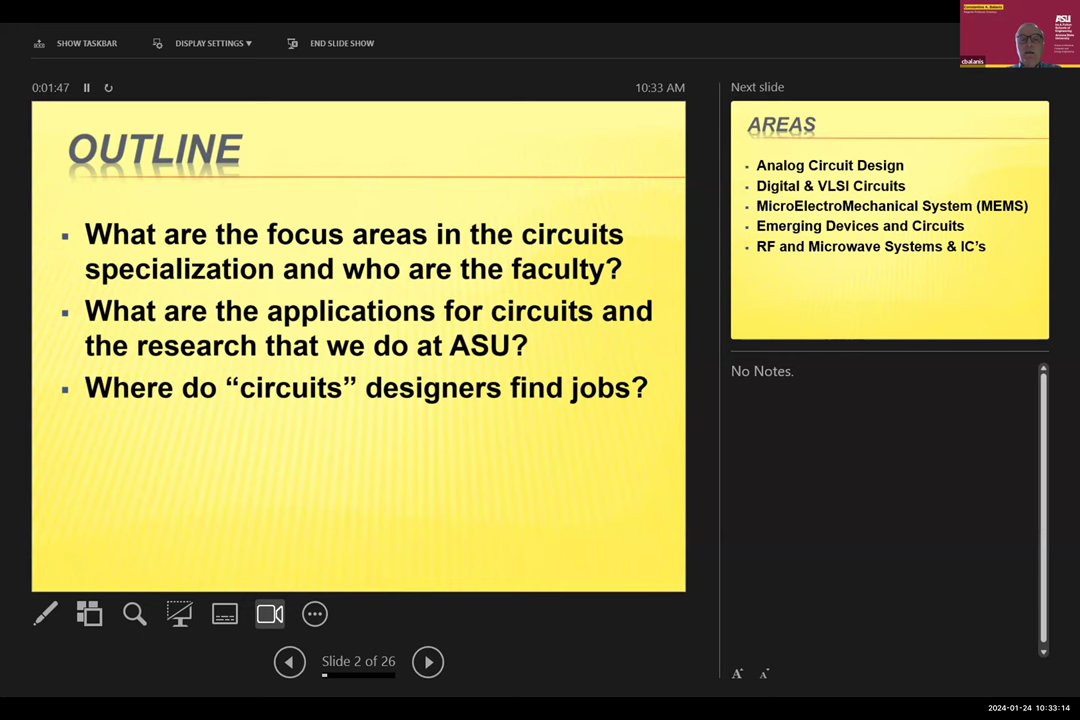 Constantine A. Balanis
ASU
cbalanis
SHOW TASKBAR
DISPLAY SETTINGS
END SLIDE SHOW
0:01:47
10:33 AM
OUTLINE
What are the focus areas in the circuits
specialization and who are the faculty?
What are the applications for circuits and
the research that we do at ASU?
Where do “circuits” designers find jobs?
Slide 2 of 26
Next slide
AREAS
Analog Circuit Design
Digital & VLSI Circuits
MicroElectroMechanical System (MEMS)
Emerging Devices and Circuits
RF and Microwave Systems & IC's
No Notes.
A
A
2024-01-24 10:33:14